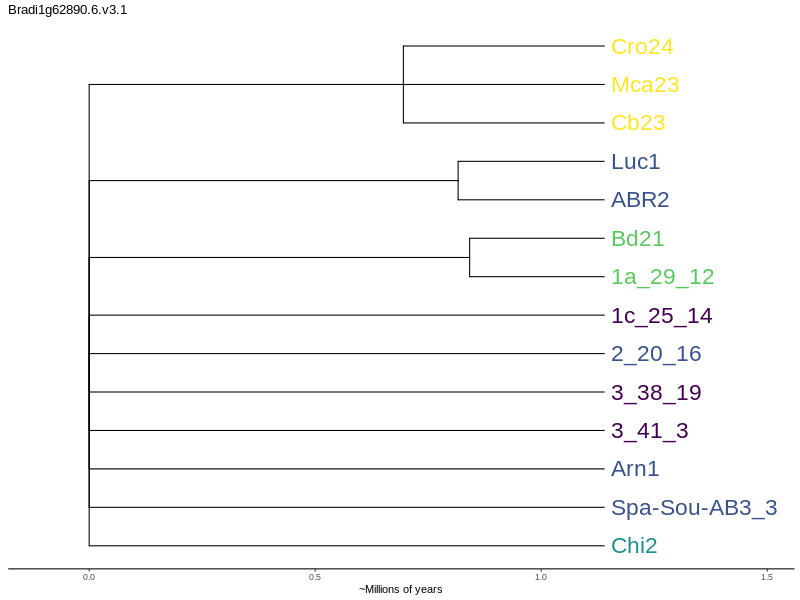 Bradi1g62890.6.v3.1
Cro24
Mca23
Cb23
Luc1
ABR2
Bd21
1a_29_12
1c_25_14
2_20_16
3_38_19
3_41_3
Arn1
Spa-Sou-AB3_3
Chi2
0.0 0.5 1.0 1.5
~Millions of years